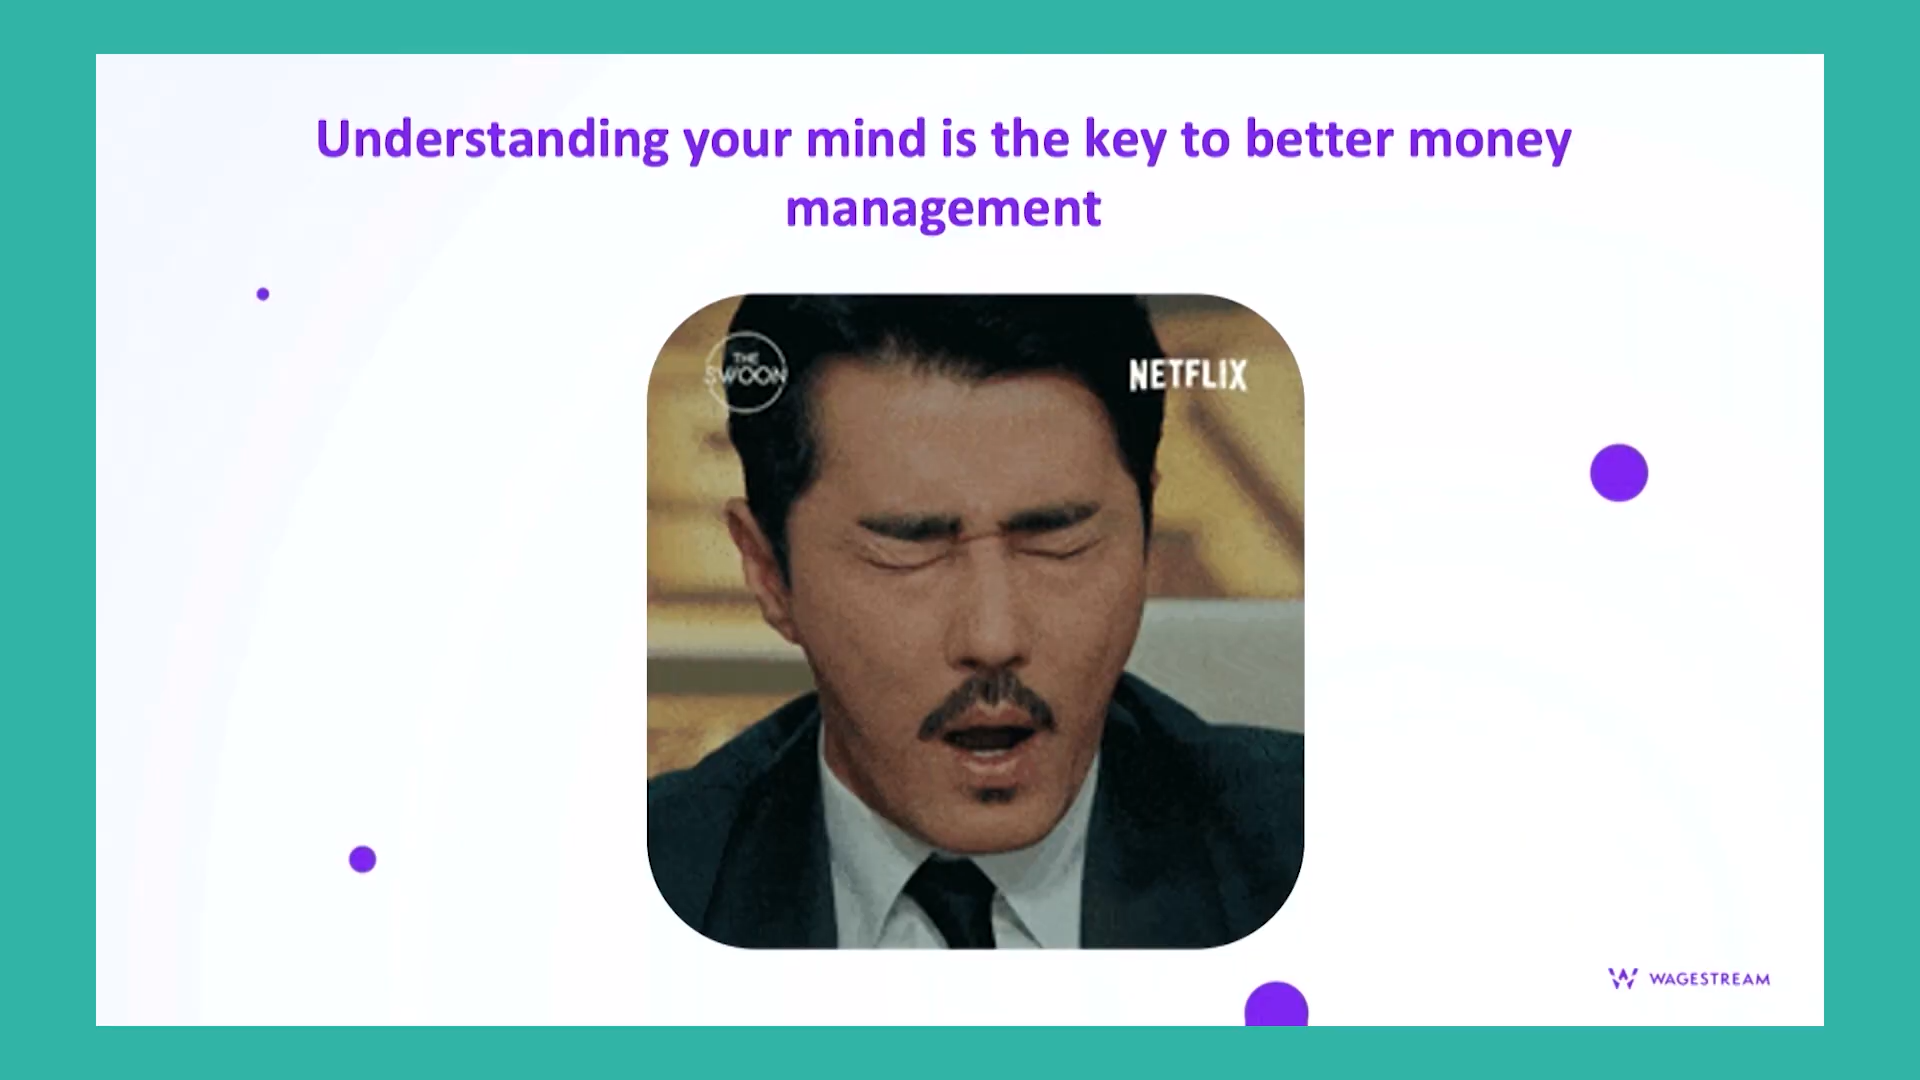 Understanding your mind is the key to better money
management
THE
SWOON
NETFLIX
WAGESTREAM